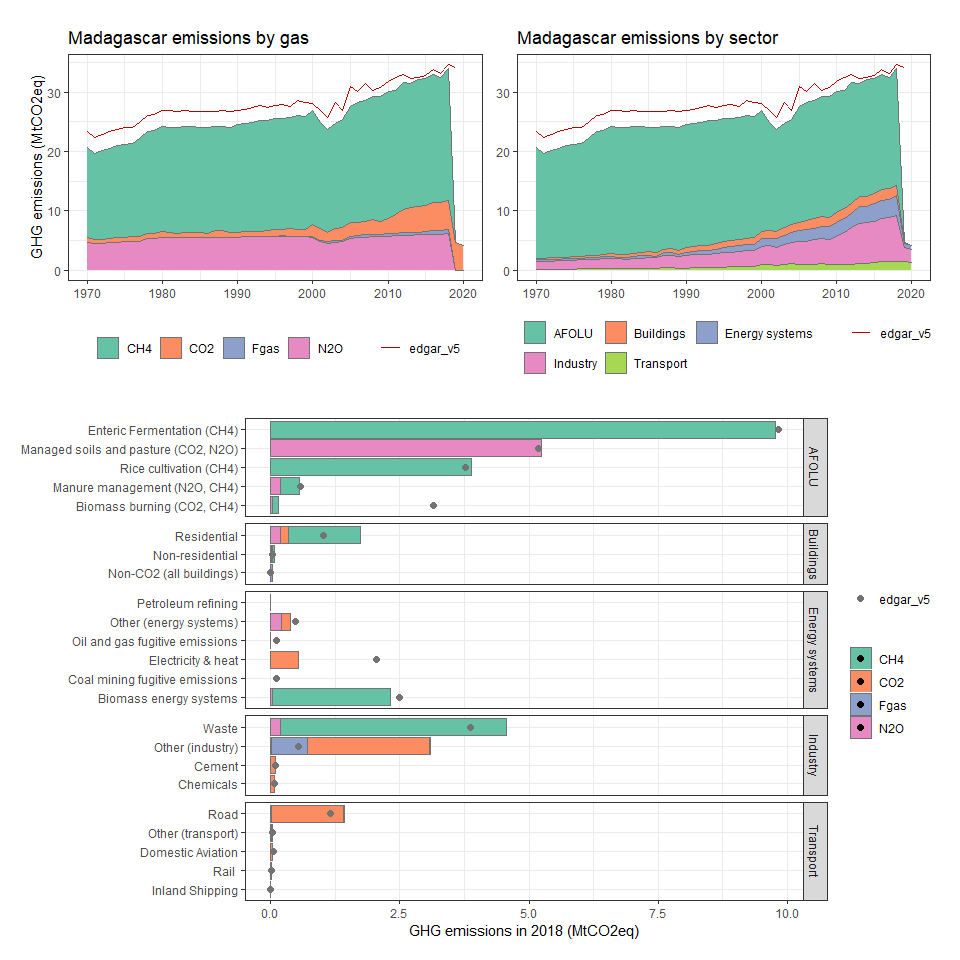 Madagascar emissions by gas
Madagascar emissions by sector
GHG emissions (MtCO2eq)
30
20
10
0
1970 1980 1990 2000 2010 2020
30
20
10
0
1970 1980 1990 2000 2010 2020
CH4 CO2 Fgas N2O edgar_v5
AFOLU Buildings Energy systems edgar_v5
Industry Transport
Enteric Fermentation (CH4)
Managed soils and pasture (CO2, N2O)
Rice cultivation (CH4)
Manure management (N2O, CH4)
Biomass burning (CO2, CH4)
AFOLU
Residential
Non-residential
Non-CO2 (all buildings)
Buildings
Petroleum refining
Other (energy systems)
Oil and gas fugitive emissions
Electricity & heat
Coal mining fugitive emissions
Biomass energy systems
Energy systems
Waste
Other (industry)
Cement
Chemicals
Industry
Road
Other (transport)
Domestic Aviation
Rail
Inland Shipping
Transport
0.0 2.5 5.0 7.5 10.0
GHG emissions in 2018 (MtCO2eq)
edgar_v5
CH4
CO2
Fgas
N2O